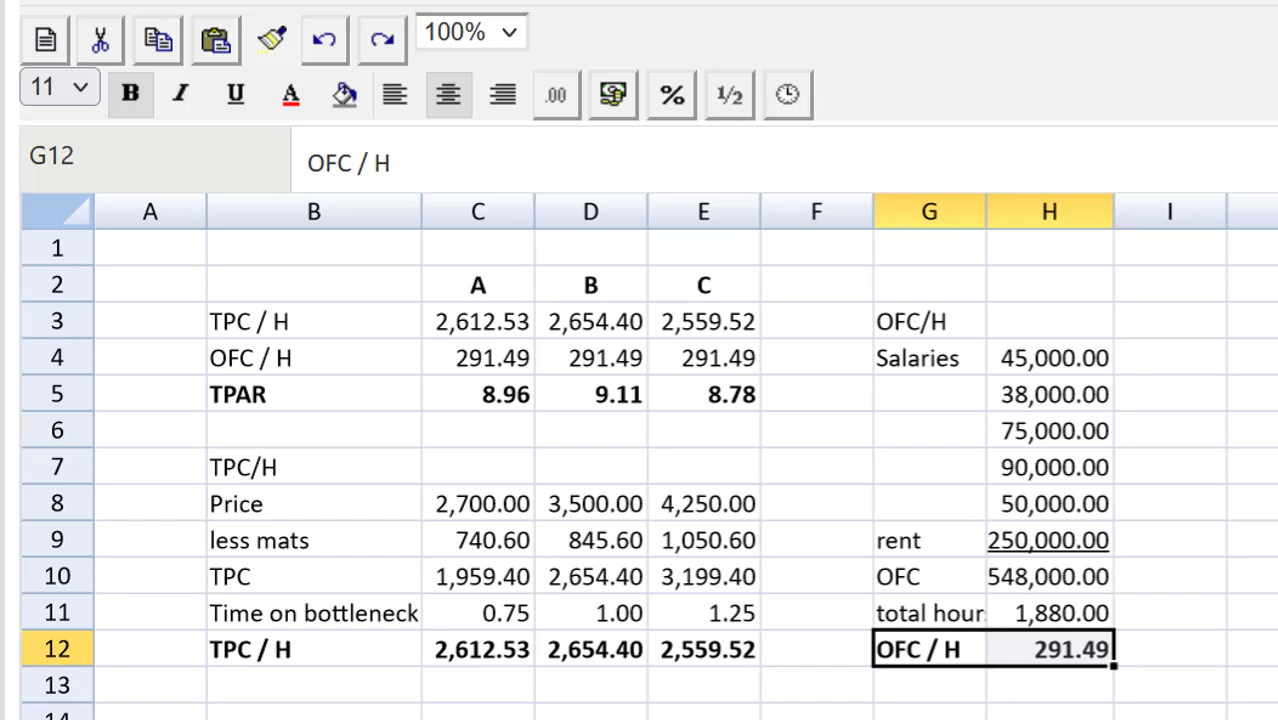 100%
11 B I U A .00 % 1/2
G12 OFC / H
A B C D E F G H I
1
2 A B C
3 TPC / H 2,612.53 2,654.40 2,559.52 OFC/H
4 OFC / H 291.49 291.49 291.49 Salaries 45,000.00
5 TPAR 8.96 9.11 8.78 38,000.00
6 75,000.00
7 TPC/H 90,000.00
8 Price 2,700.00 3,500.00 4,250.00 50,000.00
9 less mats 740.60 845.60 1,050.60 rent 250,000.00
10 TPC 1,959.40 2,654.40 3,199.40 OFC 548,000.00
11 Time on bottleneck 0.75 1.00 1.25 total hour 1,880.00
12 TPC / H 2,612.53 2,654.40 2,559.52 OFC / H 291.49
13
14